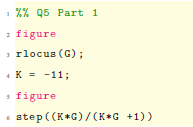 1 %% Q5 Part 1
2 figure
3 rlocus(G);
4 K = -11;
5 figure
6 step((K*G)/(K*G +1))